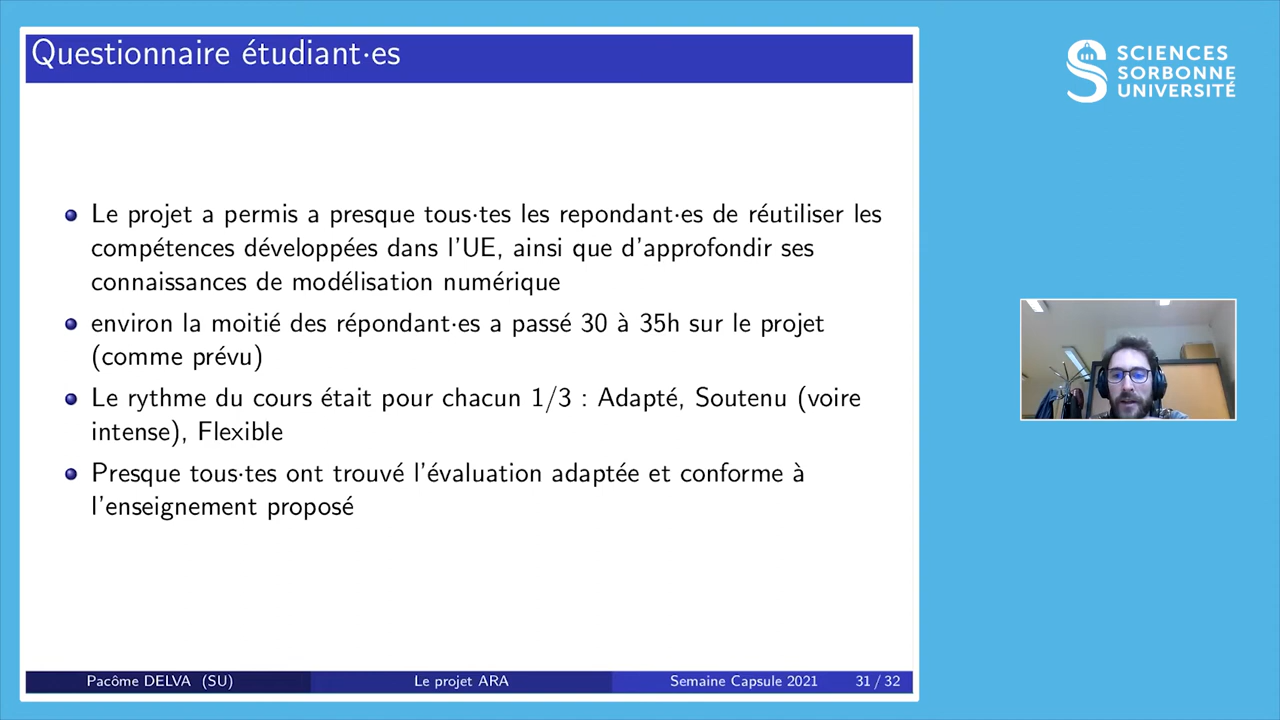 Questionnaire étudiant·es
SCIENCES
SORBONNE
UNIVERSITÉ
Le projet a permis a presque tous·tes les repondant·es de réutiliser les
compétences développées dans l'UE, ainsi que d'approfondir ses
connaissances de modélisation numérique
environ la moitié des répondant·es a passé 30 à 35h sur le projet
(comme prévu)
Le rythme du cours était pour chacun 1/3 : Adapté, Soutenu (voire
intense), Flexible
Presque tous·tes ont trouvé l'évaluation adaptée et conforme à
l'enseignement proposé
Pacôme DELVA (SU) Le projet ARA Semaine Capsule 2021 31 / 32